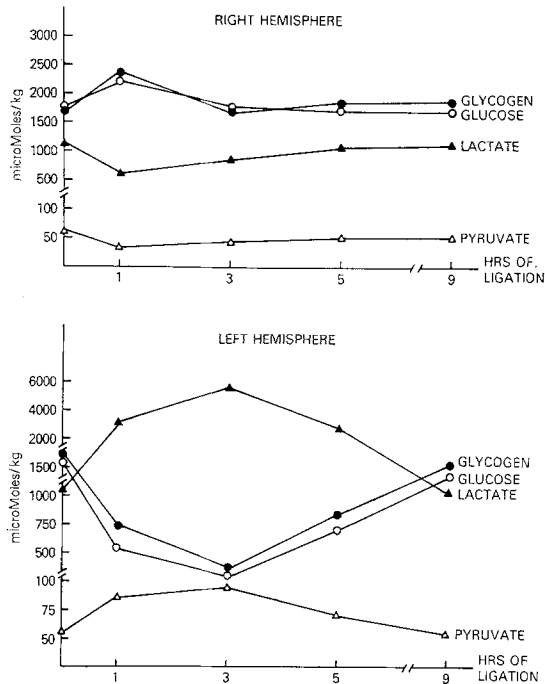 RIGHT HEMISPHERE
microMoles/kg
3000
2500
2000
1500
1000
500
100
50
GLYCOGEN
GLUCOSE
LACTATE
PYRUVATE
1
3
5
9
HRS OF.
LIGATION
LEFT HEMISPHERE
microMoles/kg
6000
4000
2000
1500
1000
750
500
100
75
50
GLYCOGEN
GLUCOSE
LACTATE
PYRUVATE
1
3
5
9
HRS OF
LIGATION